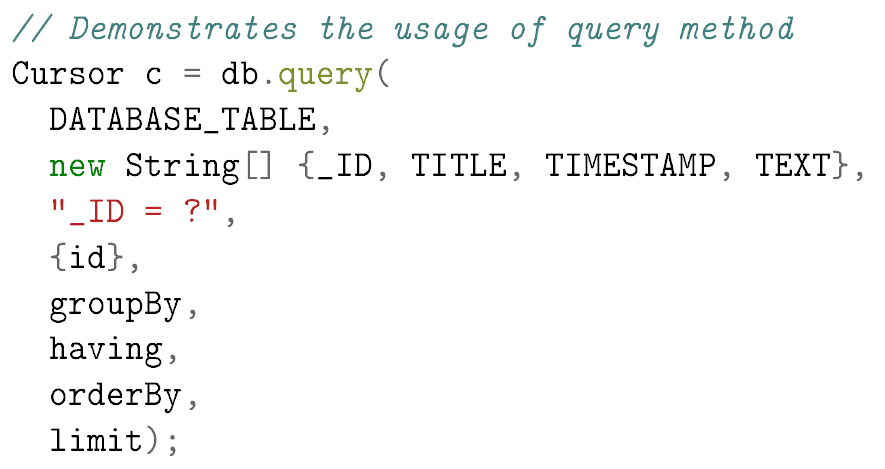 // Demonstrates the usage of query method
Cursor c = db.query(
  DATABASE_TABLE,
  new String[] {_ID, TITLE, TIMESTAMP, TEXT},
  "_ID = ?",
  {id},
  groupBy,
  having,
  orderBy,
  limit);